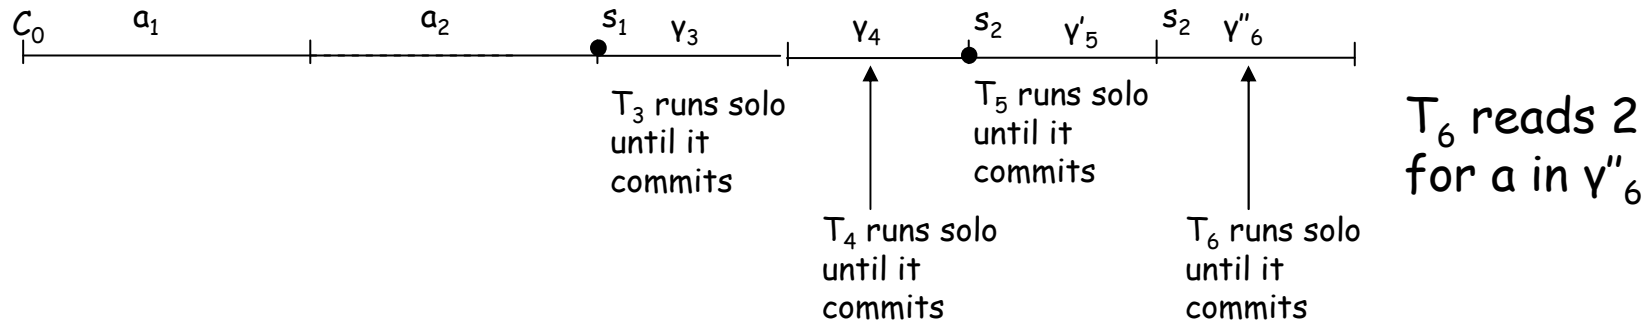 C₀ a₁ a₂ s₁ γ₃ γ₄ s₂ γ'₅ s₂ γ''₆
T₃ runs solo
until it
commits
T₅ runs solo
until it
commits
T₄ runs solo
until it
commits
T₆ runs solo
until it
commits
T₆ reads 2
for a in γ''₆